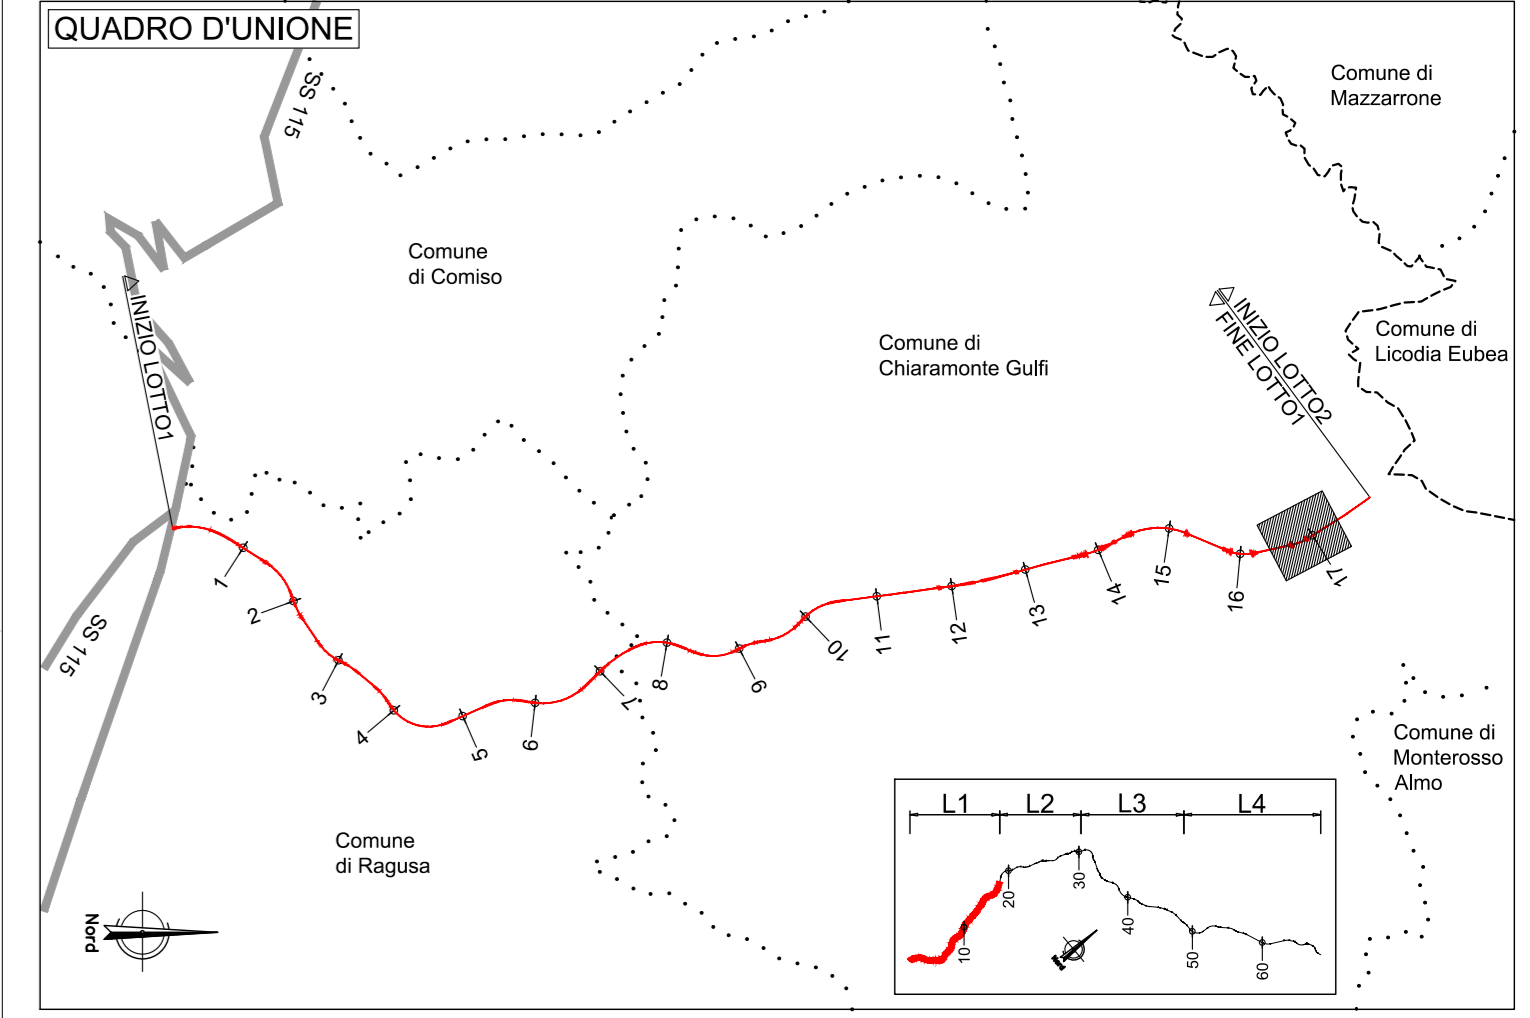 QUADRO D'UNIONE
SS 115
Comune di
Mazzarrone
Comune
di Comiso
INIZIO LOTTO1
Comune di
Chiaramonte Gulfi
INIZIO LOTTO2
FINE LOTTO1
Comune di
Licodia Eubea
1
2
3
4
5
6
7
8
9
10
11
12
13
14
15
16
17
SS 115
Comune di
Monterosso
Almo
Comune
di Ragusa
Nord
L1 L2 L3 L4
10
20
30
40
50
60
Nord